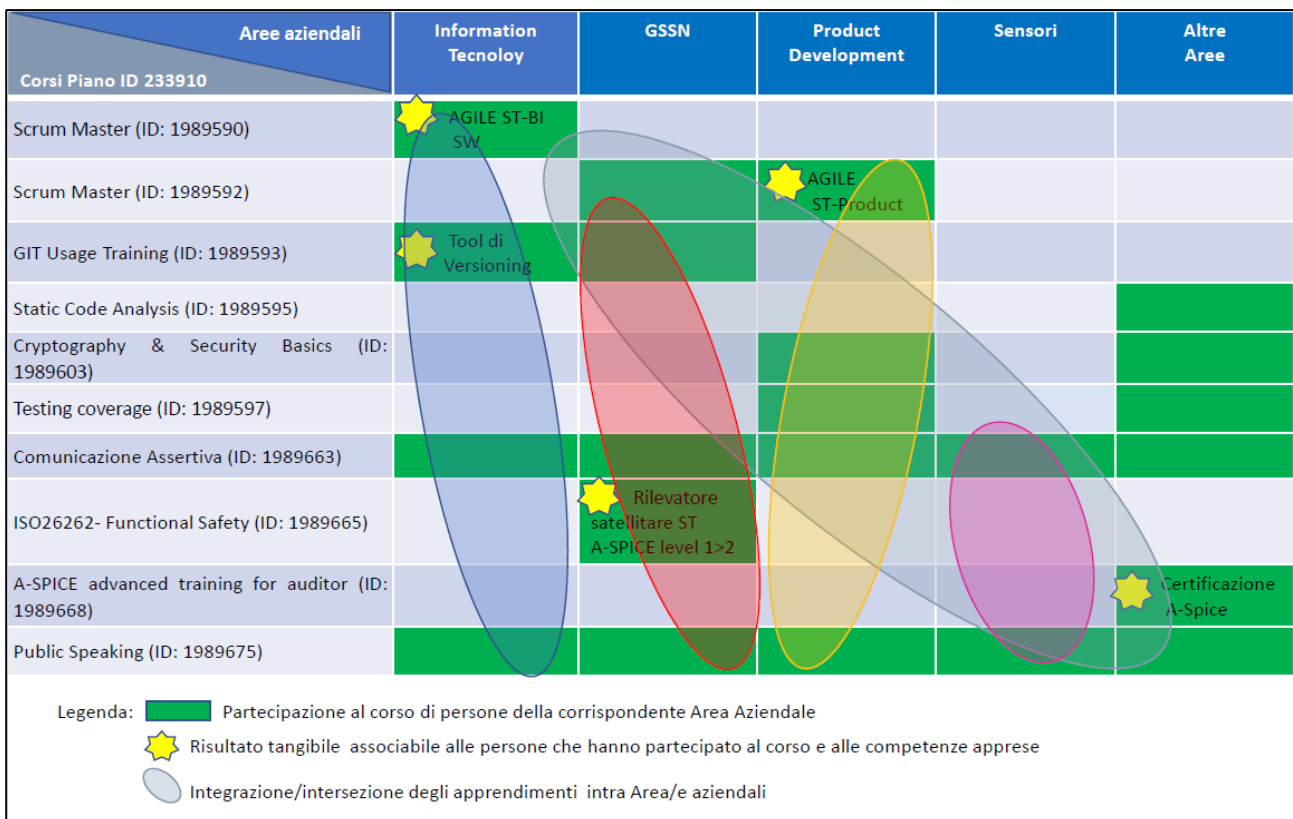 Aree aziendali
Corsi Piano ID 233910
Information
Tecnoloy
GSSN
Product
Development
Sensori
Altre
Aree
Scrum Master (ID: 1989590)
AGILE ST-BI
SW
Scrum Master (ID: 1989592)
AGILE
ST-Product
GIT Usage Training (ID: 1989593)
Tool di
Versioning
Static Code Analysis (ID: 1989595)
Cryptography & Security Basics (ID:
1989603)
Testing coverage (ID: 1989597)
Comunicazione Assertiva (ID: 1989663)
ISO26262- Functional Safety (ID: 1989665)
Rilevatore
satellitare ST
A-SPICE level 1>2
A-SPICE advanced training for auditor (ID:
1989668)
Certificazione
A-Spice
Public Speaking (ID: 1989675)
Legenda:
Partecipazione al corso di persone della corrispondente Area Aziendale
Risultato tangibile associabile alle persone che hanno partecipato al corso e alle competenze apprese
Integrazione/intersezione degli apprendimenti intra Area/e aziendali